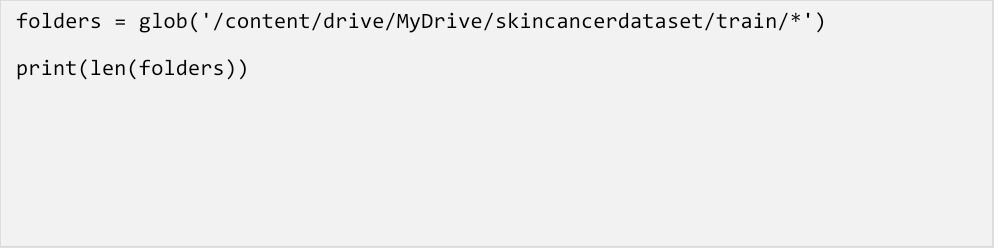 folders = glob('/content/drive/MyDrive/skincancerdataset/train/*')
print(len(folders))